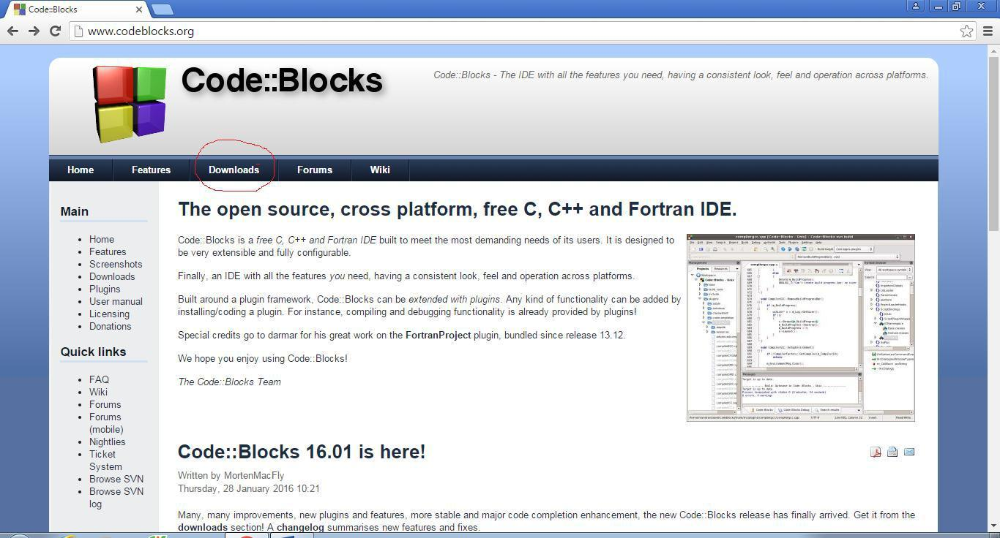 Code::Blocks
www.codeblocks.org
Code::Blocks
Code::Blocks - The IDE with all the features you need, having a consistent look, feel and operation across platforms.
Home Features Downloads Forums Wiki
Main
Home
Features
Screenshots
Downloads
Plugins
User manual
Licensing
Donations
Quick links
FAQ
Wiki
Forums
Forums
(mobile)
Nightlies
Ticket
System
Browse SVN
Browse SVN
log
The open source, cross platform, free C, C++ and Fortran IDE.
Code::Blocks is a free C, C++ and Fortran IDE built to meet the most demanding needs of its users. It is designed to
be very extensible and fully configurable.
Finally, an IDE with all the features you need, having a consistent look, feel and operation across platforms.
Built around a plugin framework, Code::Blocks can be extended with plugins. Any kind of functionality can be added by
installing/coding a plugin. For instance, compiling and debugging functionality is already provided by plugins!
Special credits go to darmar for his great work on the FortranProject plugin, bundled since release 13.12.
We hope you enjoy using Code::Blocks!
The Code::Blocks Team
Code::Blocks 16.01 is here!
Written by MortenMacFly
Thursday, 28 January 2016 10:21
Many, many improvements, new plugins and features, more stable and major code completion enhancement, the new Code::Blocks release has finally arrived. Get it from the
downloads section! A changelog summarises new features and fixes.